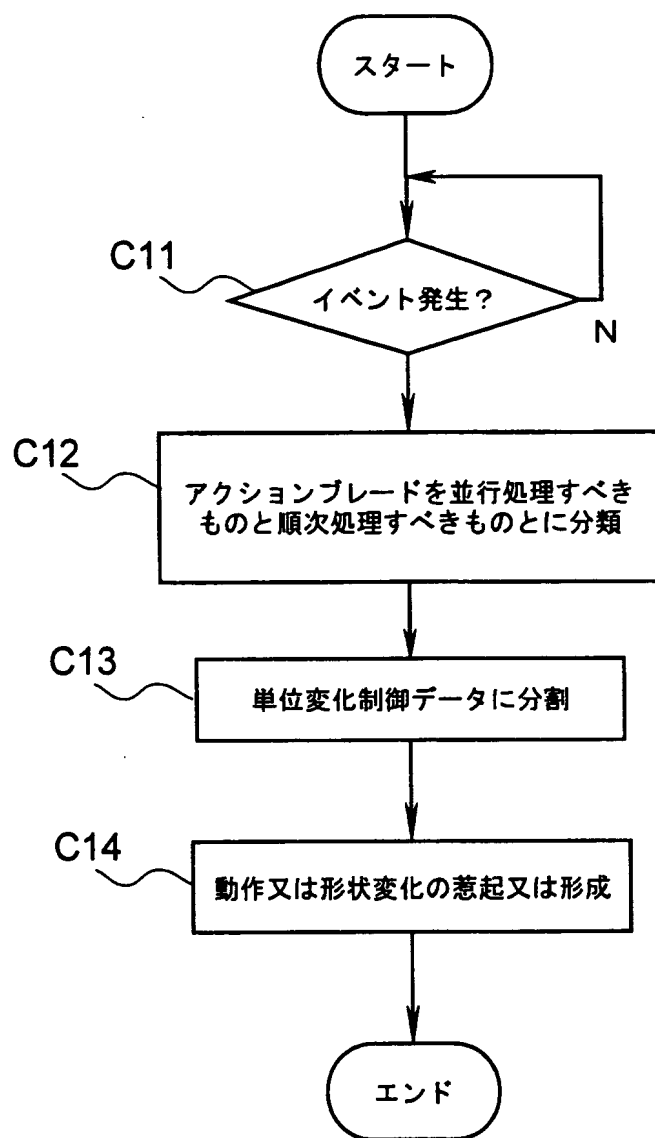 スタート
C11
イベント発生？
N
C12
アクションブレードを並行処理すべき
ものと順次処理すべきものとに分類
C13
単位変化制御データに分割
C14
動作又は形状変化の惹起又は形成
エンド